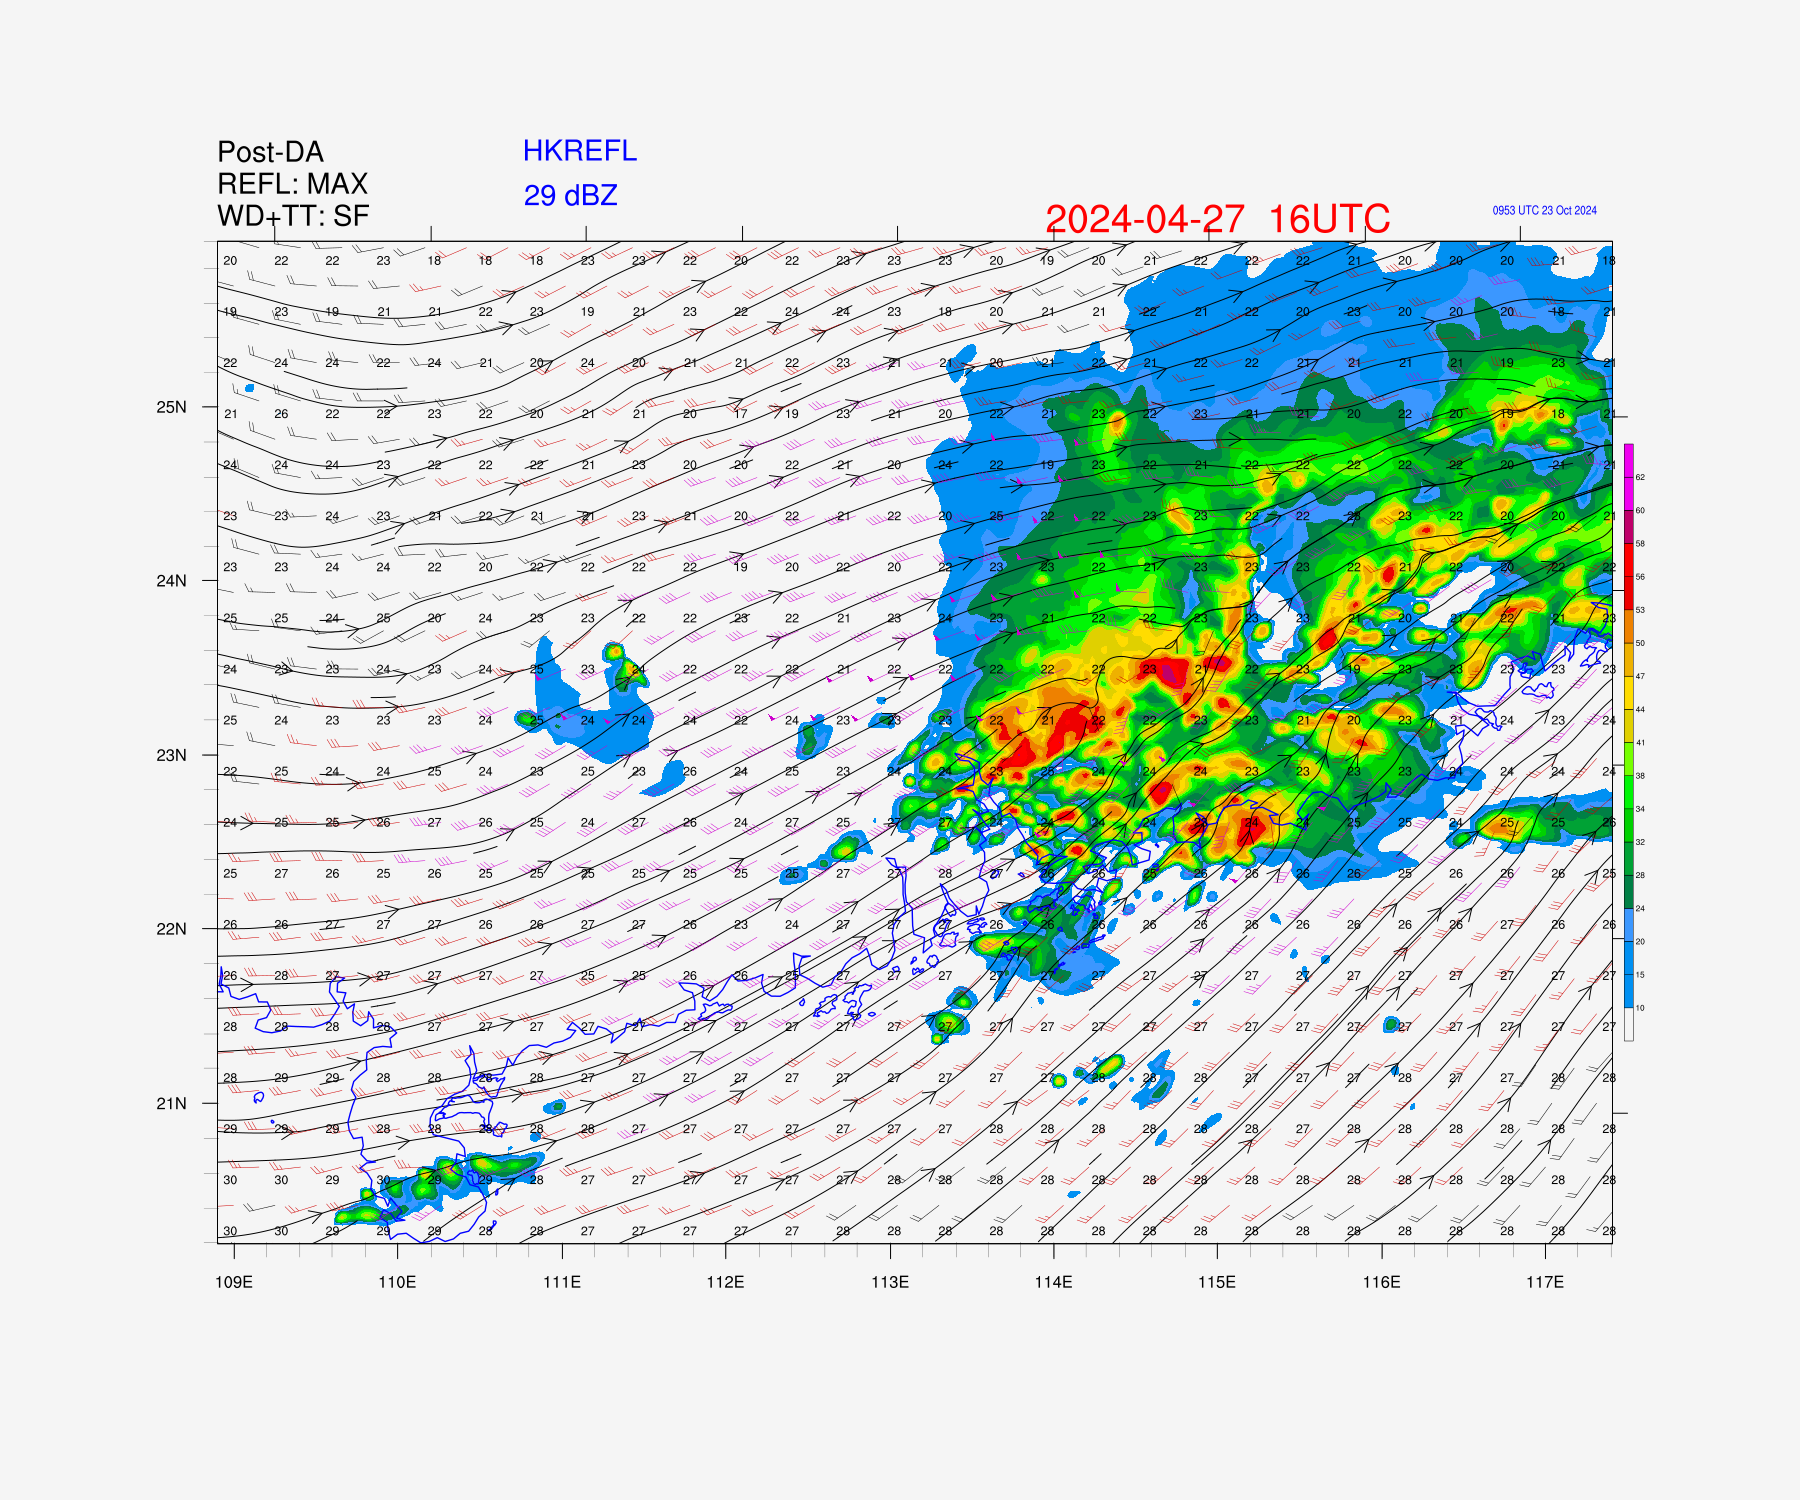 Post-DA
HKREFL
REFL: MAX
29 dBZ
WD+TT: SF
2024-04-27 16UTC
0953 UTC 23 Oct 2024
20 22 22 23 18 18 18 23 23 22 20 22 23 23 20 19 20 21 22 22 22 21 20 20 20 21 18
19 23 19 21 21 22 23 19 21 23 22 24 24 23 18 20 21 21 22 21 22 20 23 22 20 20 18 21
22 24 24 22 24 21 20 24 20 21 21 22 23 21 21 20 21 21 21 22 22 21 21 21 21 19 23 21
25N
21 26 22 22 23 22 20 21 21 20 17 19 23 21 20 22 21 23 22 23 21 21 20 22 20 19 18 21
24 24 24 23 22 22 22 21 23 20 20 22 21 20 24 22 19 23 22 21 22 22 22 22 20 20 21 21
23 23 24 23 21 22 21 21 23 21 20 22 21 22 20 25 22 22 23 22 22 22 23 22 20 21
24N
23 23 24 24 22 20 22 22 22 22 19 20 20 21 22 23 23 22 21 23 23 22 23 21 22 20 22 22
25 25 24 25 20 24 23 23 21 22 22 22 22 22 22 21 23 22 22 23 23 23 22 20 21 22 23 23
24 23 23 24 23 24 25 23 24 22 22 22 21 22 22 22 22 22 22 23 23 22 19 23 23 23 23 23
25 24 23 23 24 24 25 24 24 24 22 24 23 23 23 22 21 22 22 23 23 21 20 23 21 24 23 24
23N
22 24 24 25 24 25 23 25 23 26 24 25 23 24 24 23 24 24 23 23 23 23 24 24 24
24 25 25 26 27 26 25 24 27 26 24 27 25 27 26 24 24 24 24 23 24 24 25 25 24 25 26 26
25 27 26 25 26 25 25 25 25 25 25 25 27 27 28 27 26 26 26 25 26 26 25 25 25 26 26 25
22N
26 26 27 27 27 26 26 27 27 26 23 24 27 27 27 26 26 26 26 26 26 26 26 26 26 27 26 26
26 28 27 27 27 27 27 25 25 26 26 25 27 27 27 27 27 27 27 27 27 27 27 27 27 27 27 27
28 28 28 28 27 27 27 27 27 27 27 27 27 27 27 27 27 27 27 27 27 27 27 27 27 27 27 27
28 29 29 28 28 28 28 27 27 27 27 27 27 27 27 27 27 28 28 27 27 27 27 28 27 27 28 28
21N
29 29 29 28 28 28 28 28 27 27 27 27 27 27 27 28 28 28 28 28 28 28 28 28 28
30 30 29 30 29 29 28 27 27 27 27 27 27 28 28 28 28 28 28 28 28 28 28 28 28 28 28 28
30 30 29 29 29 28 28 27 27 27 27 27 28 28 28 28 28 28 28 28 28 28 28 28 28 28 28 28
109E 110E 111E 112E 113E 114E 115E 116E 117E
62
60
58
56
53
50
47
44
41
38
34
32
28
24
20
15
10